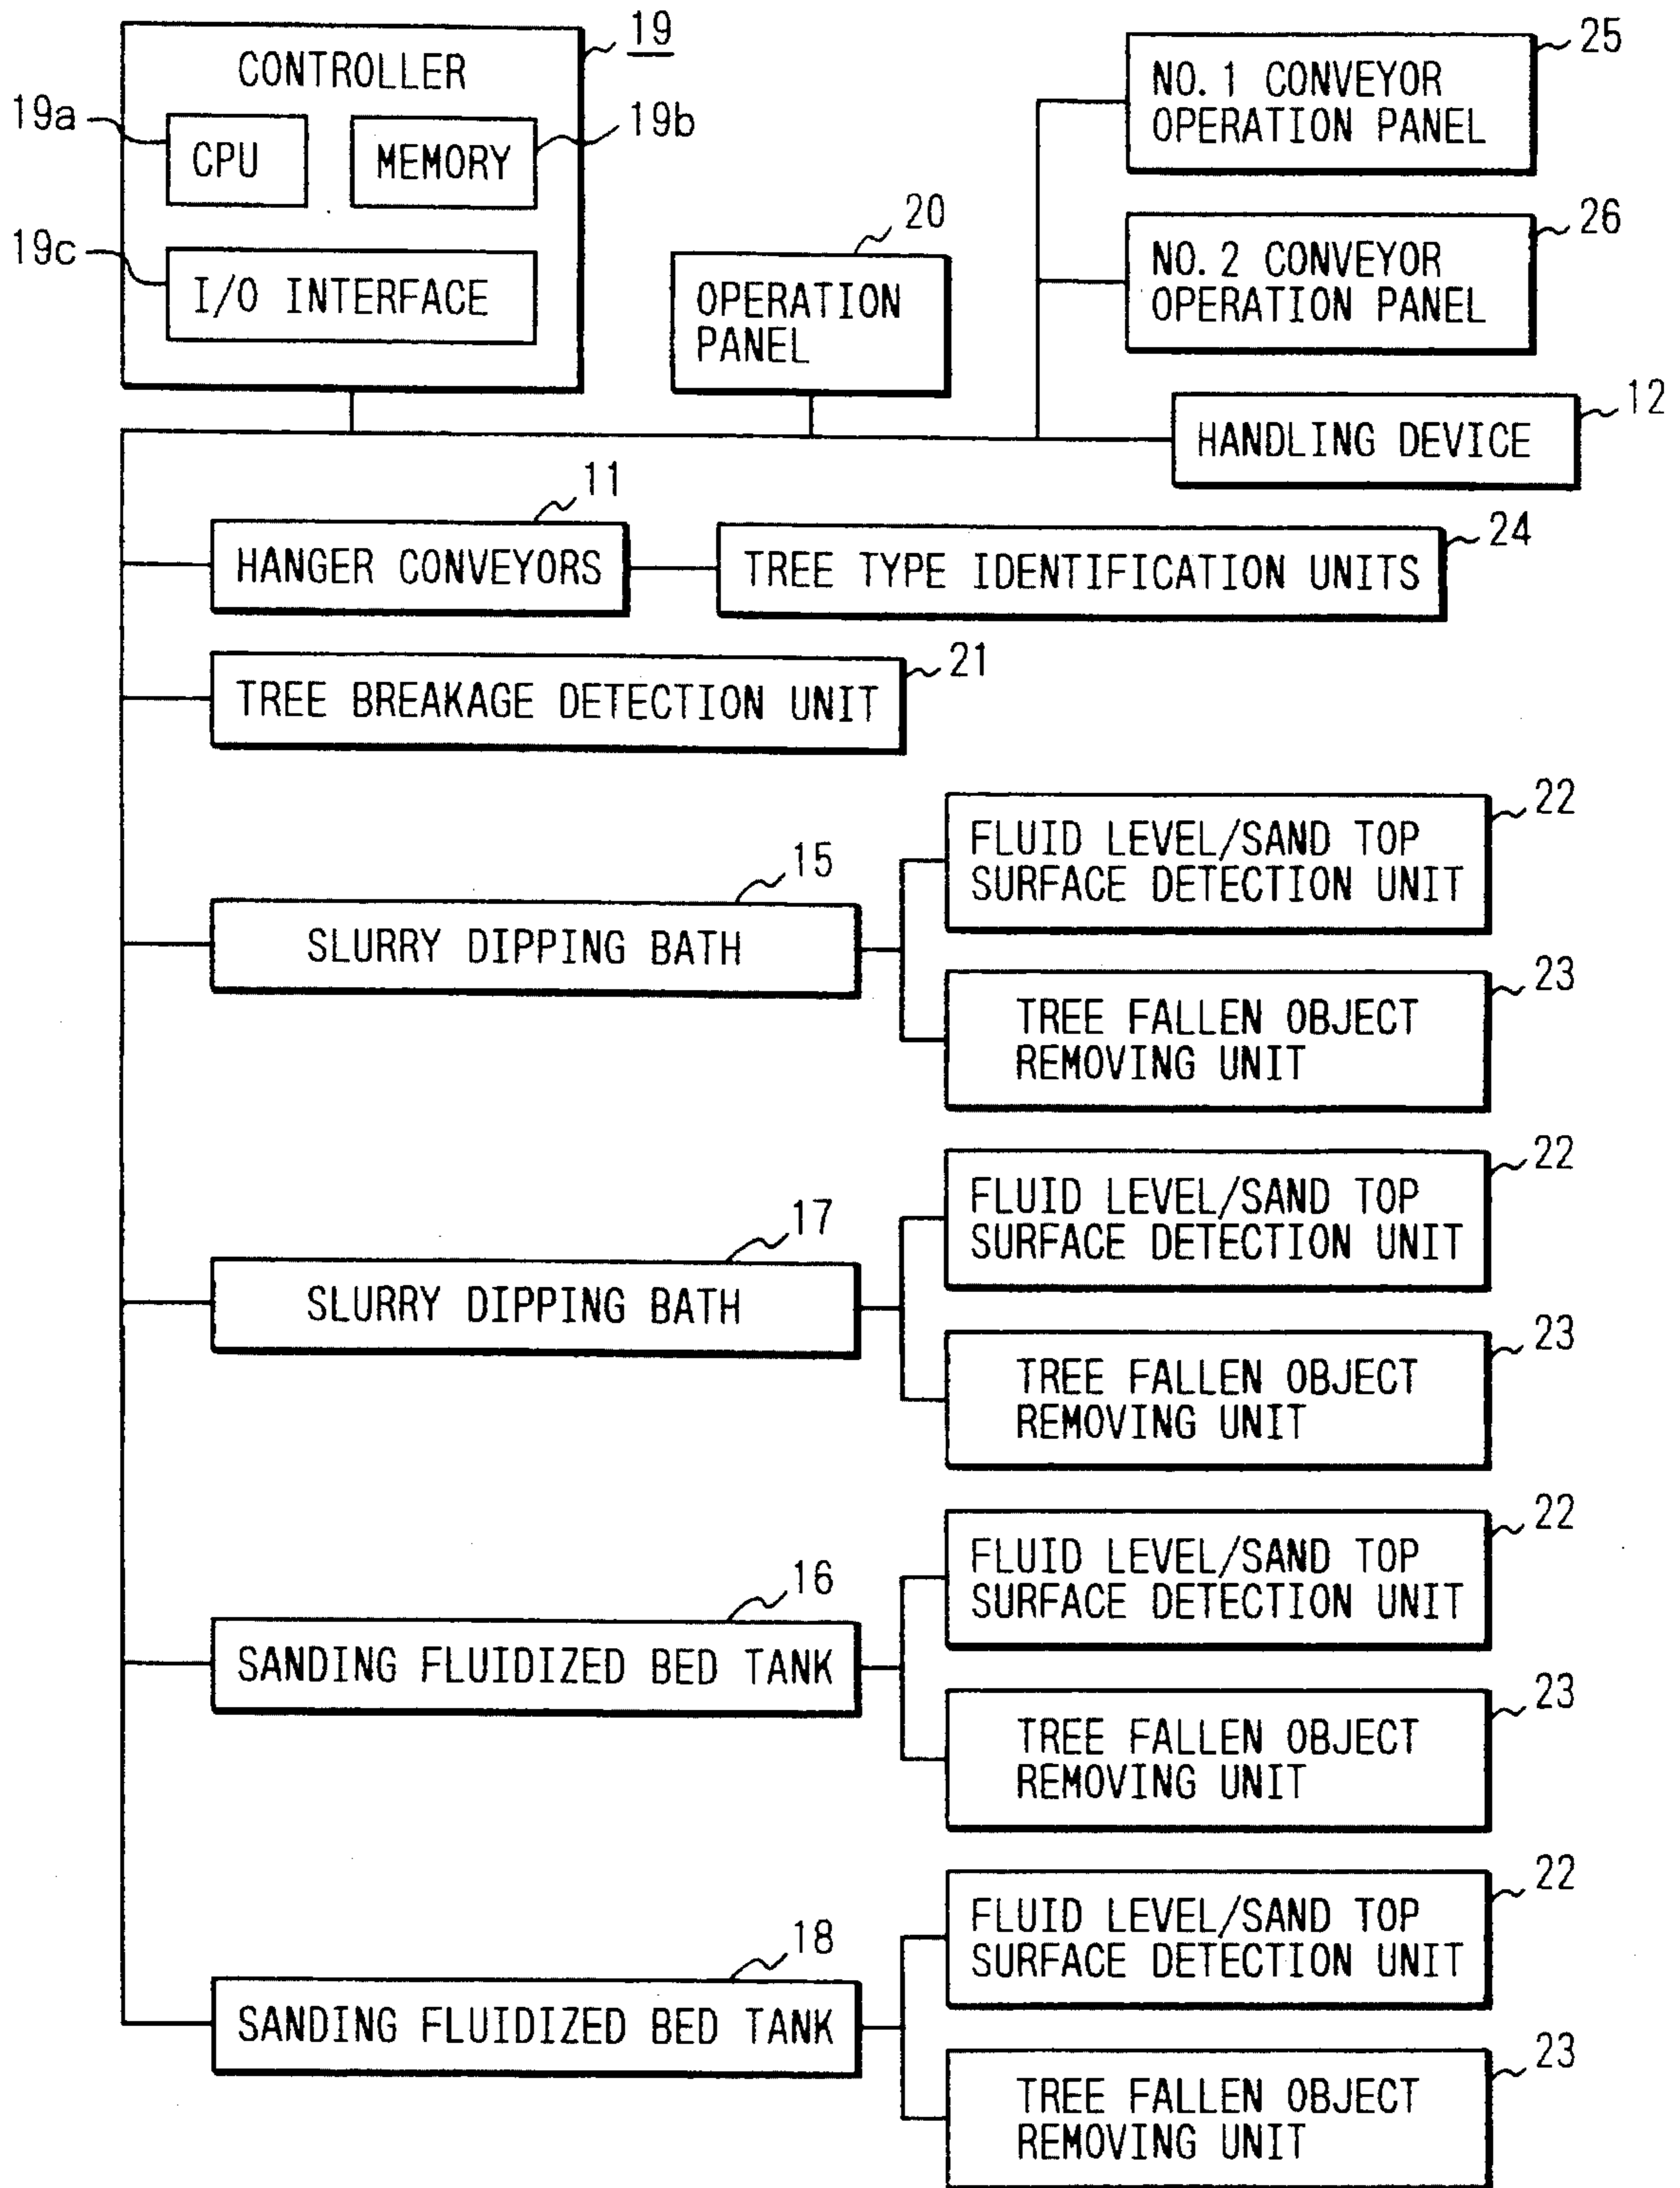 CONTROLLER
19
19a
CPU
MEMORY
19b
19c
I/O INTERFACE
20
OPERATION
PANEL
25
NO. 1 CONVEYOR
OPERATION PANEL
26
NO. 2 CONVEYOR
OPERATION PANEL
12
HANDLING DEVICE
11
HANGER CONVEYORS
24
TREE TYPE IDENTIFICATION UNITS
21
TREE BREAKAGE DETECTION UNIT
15
SLURRY DIPPING BATH
22
FLUID LEVEL/SAND TOP
SURFACE DETECTION UNIT
23
TREE FALLEN OBJECT
REMOVING UNIT
17
SLURRY DIPPING BATH
22
FLUID LEVEL/SAND TOP
SURFACE DETECTION UNIT
23
TREE FALLEN OBJECT
REMOVING UNIT
16
SANDING FLUIDIZED BED TANK
22
FLUID LEVEL/SAND TOP
SURFACE DETECTION UNIT
23
TREE FALLEN OBJECT
REMOVING UNIT
18
SANDING FLUIDIZED BED TANK
22
FLUID LEVEL/SAND TOP
SURFACE DETECTION UNIT
23
TREE FALLEN OBJECT
REMOVING UNIT